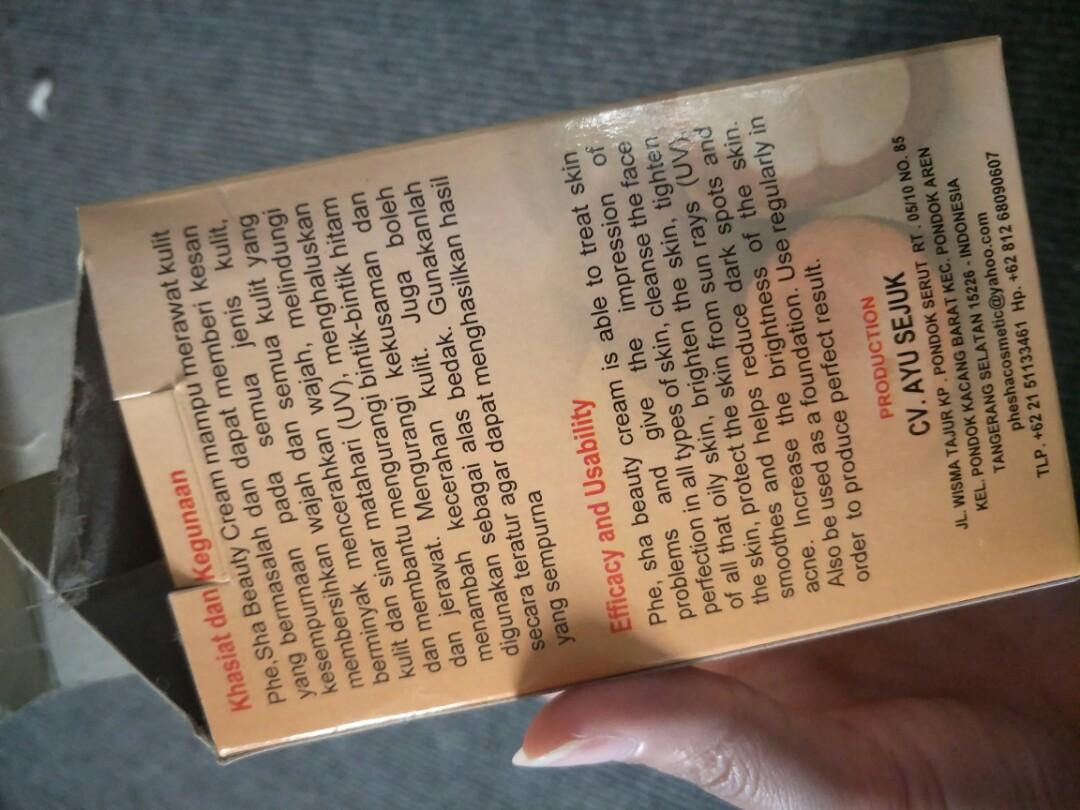 Khasiat dan Kegunaan
Phe,Sha Beauty Cream mampu merawat kulit
yang bermasalah dan dapat memberi kesan
kesempurnaan pada semua jenis kulit,
membersihkan wajah dan semua kulit yang
berminyak mencerahkan wajah, melindungi
kulit dan sinar matahari (UV), menghaluskan
dan membantu mengurangi bintik-bintik hitam
dan jerawat. Mengurangi kekusaman dan
menambah kecerahan kulit. Juga boleh
digunakan sebagai alas bedak. Gunakanlah
secara teratur agar dapat menghasilkan hasil
yang sempurna
Efficacy and Usability
Phe, sha beauty cream is able to treat skin
problems and give the impression of
perfection in all types of skin, cleanse the face
of all that oily skin, brighten the skin, tighten
the skin, protect the skin from sun rays (UV),
smoothes and helps reduce dark spots and
acne. Increase the brightness of the skin.
Also be used as a foundation. Use regularly in
order to produce perfect result.
PRODUCTION
CV. AYU SEJUK
JL. WISMA TAJUR KP . PONDOK SERUT RT . 05/10 NO. 85
KEL. PONDOK KACANG BARAT KEC. PONDOK AREN
TANGERANG SELATAN 15226 - INDONESIA
pheshacosmetic@yahoo.com
TLP. +62 21 51133461 Hp. +62 812 68090607